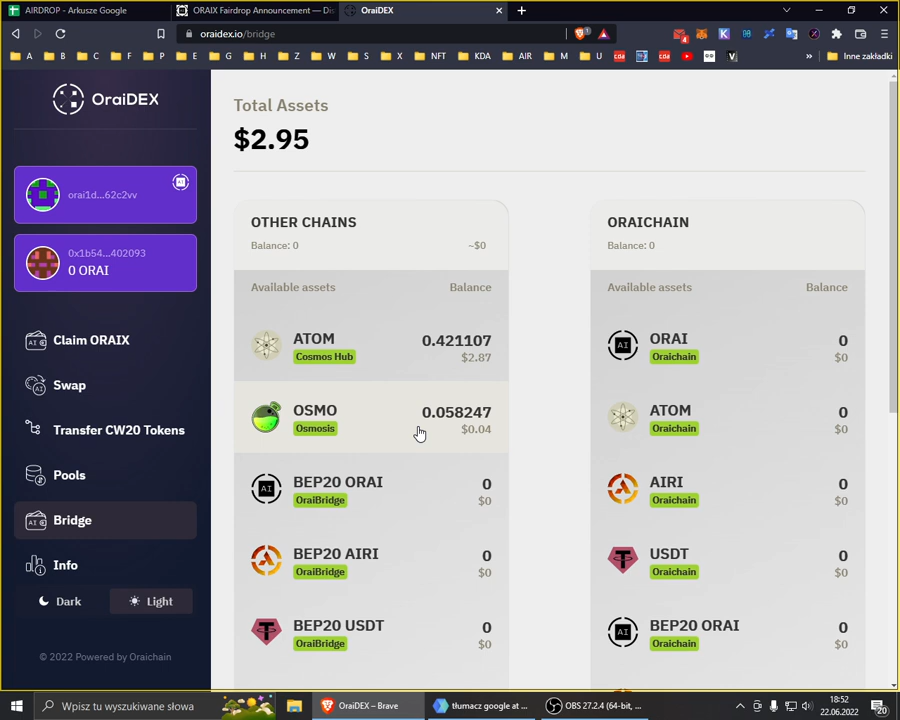 AIRDROP - Arkusze Google
ORAIX Fairdrop Announcement — Dis
OraiDEX
oraidex.io/bridge
A
B
C
P
E
G
H
Z
W
S
X
NFT
KDA
AIR
M
U
Inne zakładki
OraiDEX
orai1d...62c2vv
0x1b54...402093
0 ORAI
Claim ORAIX
Swap
Transfer CW20 Tokens
Pools
Bridge
Info
Dark
Light
© 2022 Powered by Oraichain
Total Assets
$2.95
OTHER CHAINS
Balance: 0
~$0
Available assets
Balance
ATOM
0.421107
Cosmos Hub
$2.87
OSMO
0.058247
Osmosis
$0.04
BEP20 ORAI
0
OraiBridge
$0
BEP20 AIRI
0
OraiBridge
$0
BEP20 USDT
0
OraiBridge
$0
ORAICHAIN
Balance: 0
Available assets
Balance
ORAI
0
Oraichain
$0
ATOM
0
Oraichain
$0
AIRI
0
Oraichain
$0
USDT
0
Oraichain
$0
BEP20 ORAI
0
Oraichain
$0
Wpisz tu wyszukiwane słowa
OraiDEX – Brave
tłumacz google at ...
OBS 27.2.4 (64-bit, ...
18:52
22.06.2022
20